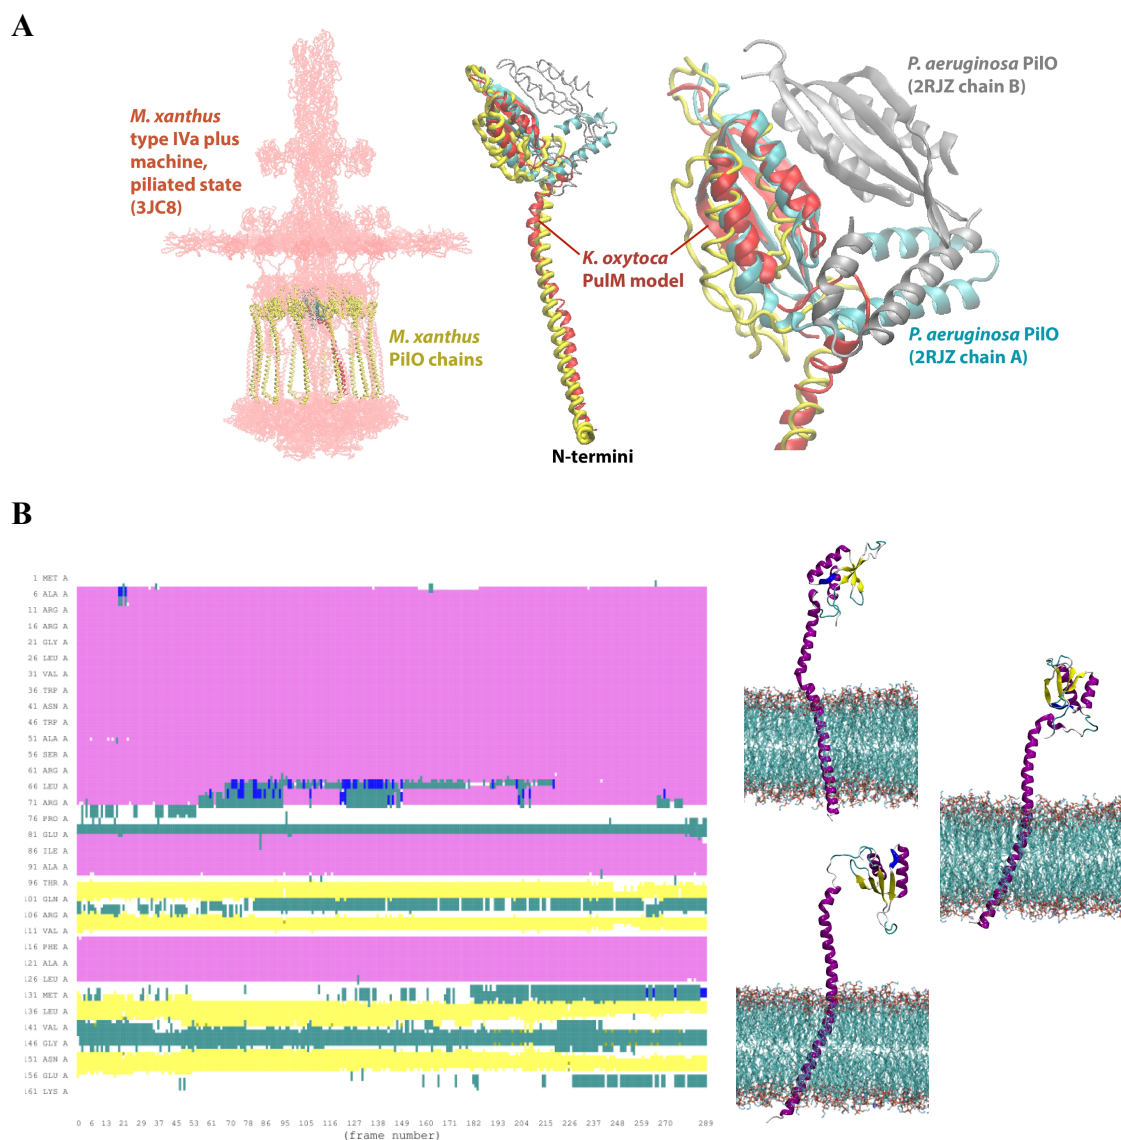 A
M. xanthus
type IVa plus
machine,
piliated state
(3JC8)
M. xanthus
PilO chains
K. oxytoca
PulM model
N-termini
P. aeruginosa PilO
(2RJZ chain B)
P. aeruginosa PilO
(2RJZ chain A)
B
1 MET A
6 ALA A
11 ARG A
16 ARG A
21 GLY A
26 LEU A
31 VAL A
36 TRP A
41 ASN A
46 TRP A
51 ALA A
56 SER A
61 ARG A
66 LEU A
71 ARG A
76 PRO A
81 GLU A
86 ILE A
91 ALA A
96 THR A
101 GLN A
106 ARG A
111 VAL A
116 PHE A
121 ALA A
126 LEU A
131 MET A
136 LEU A
141 VAL A
146 GLY A
151 ASN A
156 GLU A
161 LYS A
0 6 13 21 29 37 45 53 61 70 78 86 95 105 116 127 138 149 160 171 182 193 204 215 226 237 248 259 270 289
(frame number)